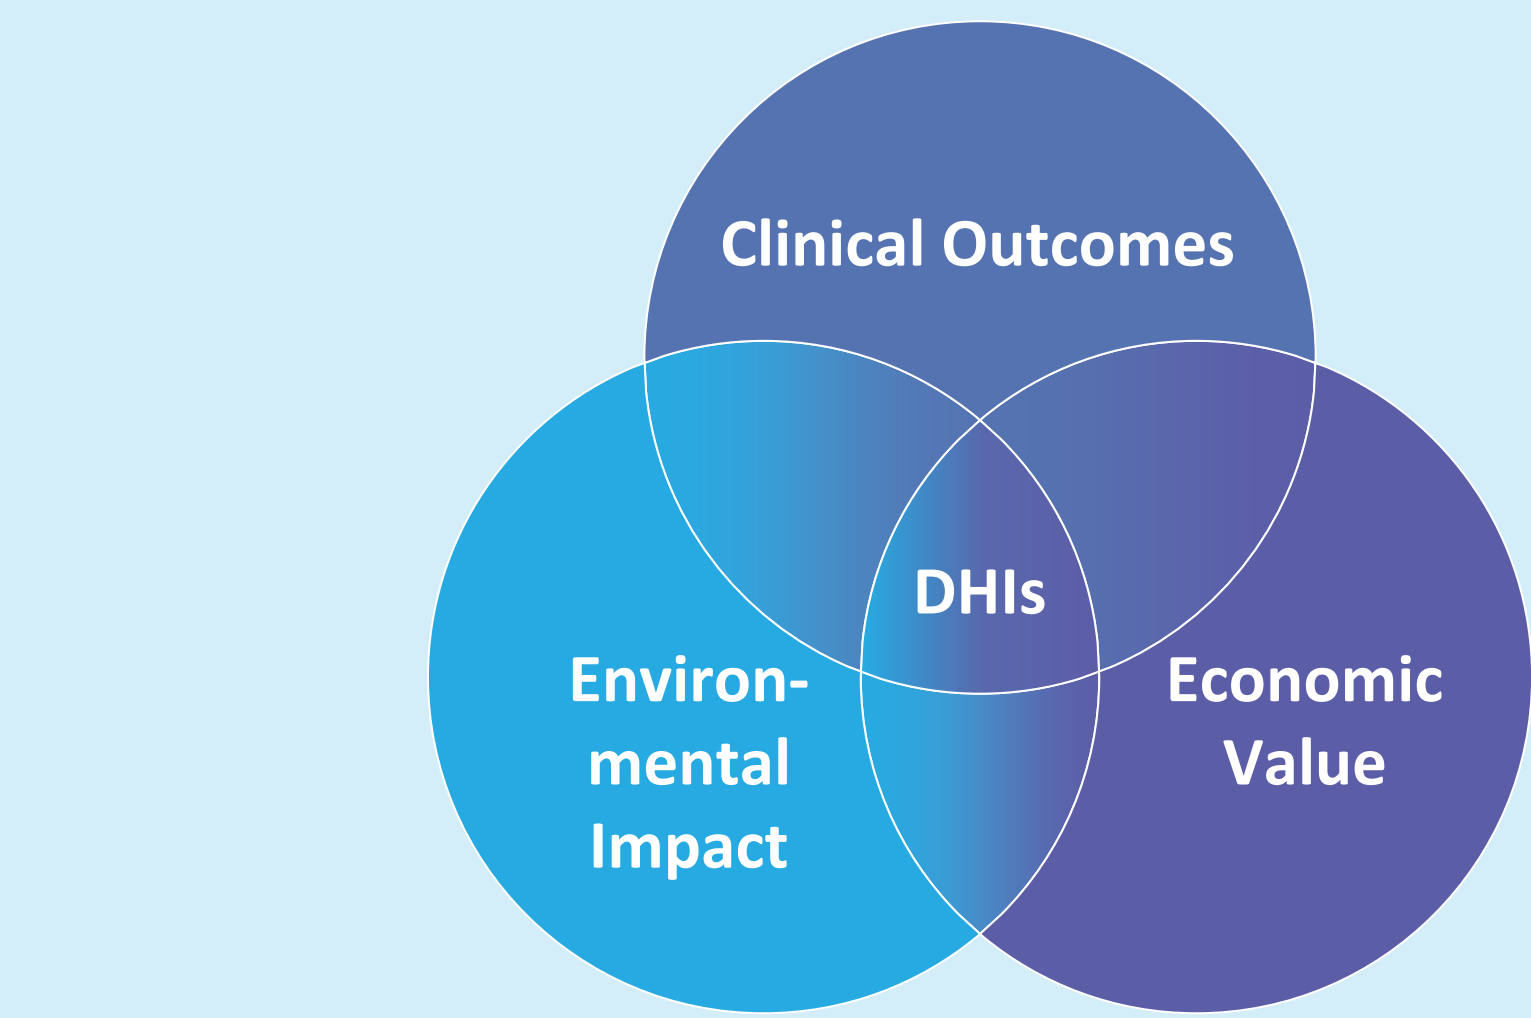 Clinical Outcomes
DHIs
Environ-
mental
Impact
Economic
Value